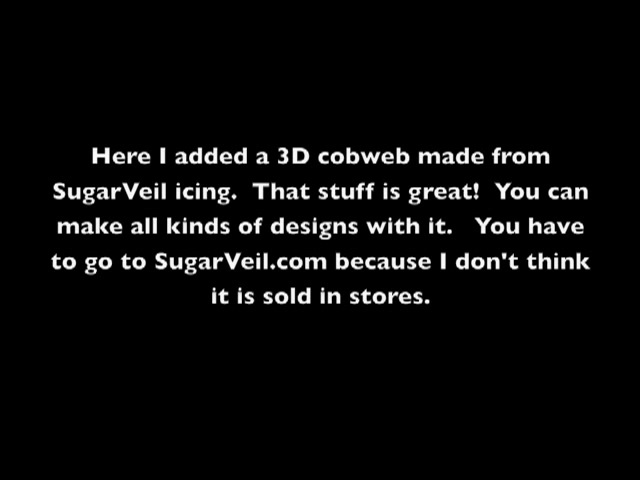 Here I added a 3D cobweb made from
SugarVeil icing.  That stuff is great!  You can
make all kinds of designs with it.   You have
to go to SugarVeil.com because I don't think
it is sold in stores.